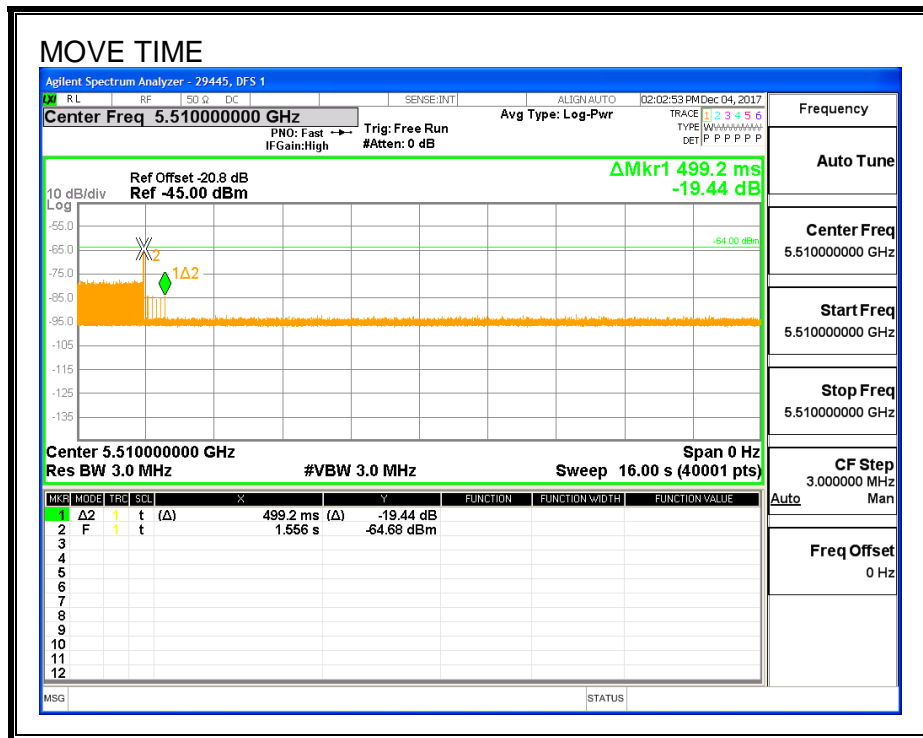 MOVE TIME
Agilent Spectrum Analyzer - 29445, DFS 1
LXI RL RF 50 Ω DC SENSE:INT ALIGN AUTO 02:02:53 PM Dec 04, 2017
Center Freq 5.510000000 GHz
PNO: Fast
IFGain:High
Trig: Free Run
#Atten: 0 dB
Avg Type: Log-Pwr
TRACE 1 2 3 4 5 6
TYPE WWWWWWW
DET P P P P P P
Ref Offset -20.8 dB
10 dB/div Ref -45.00 dBm
Log
ΔMkr1 499.2 ms
-19.44 dB
-55.0
-65.0
-75.0
-85.0
-95.0
-105
-115
-125
-135
-64.00 dBm
2
1Δ2
Center 5.510000000 GHz Span 0 Hz
Res BW 3.0 MHz #VBW 3.0 MHz Sweep 16.00 s (40001 pts)
MKR MODE TRC SCL X Y FUNCTION FUNCTION WIDTH FUNCTION VALUE
1 Δ2 1 t (Δ) 499.2 ms (Δ) -19.44 dB
2 F 1 t 1.556 s -64.68 dBm
3
4
5
6
7
8
9
10
11
12
MSG STATUS
Frequency
Auto Tune
Center Freq
5.510000000 GHz
Start Freq
5.510000000 GHz
Stop Freq
5.510000000 GHz
CF Step
3.000000 MHz
Auto Man
Freq Offset
0 Hz